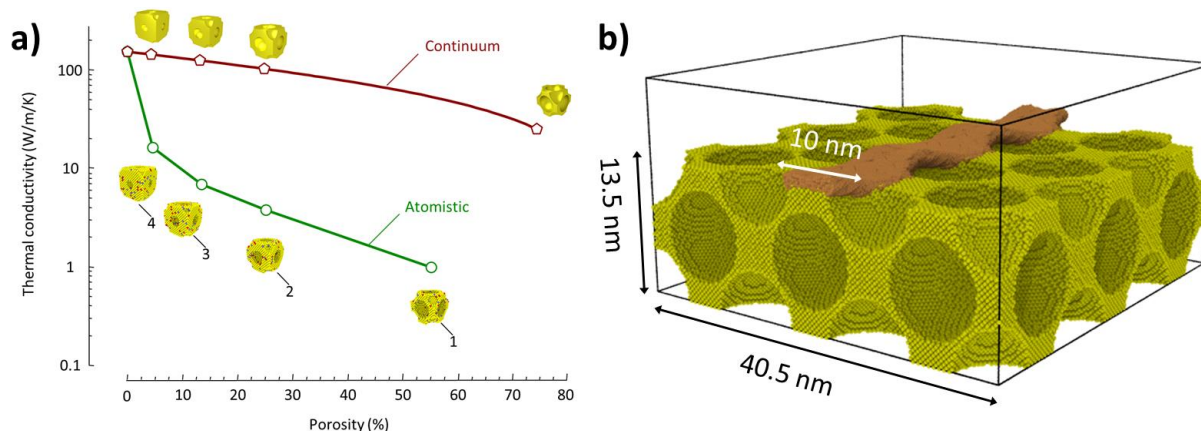 a)
Thermal conductivity (W/m/K)
100
10
1
0.1
Continuum
Atomistic
4
3
2
1
0 10 20 30 40 50 60 70 80
Porosity (%)
b)
10 nm
13.5 nm
40.5 nm